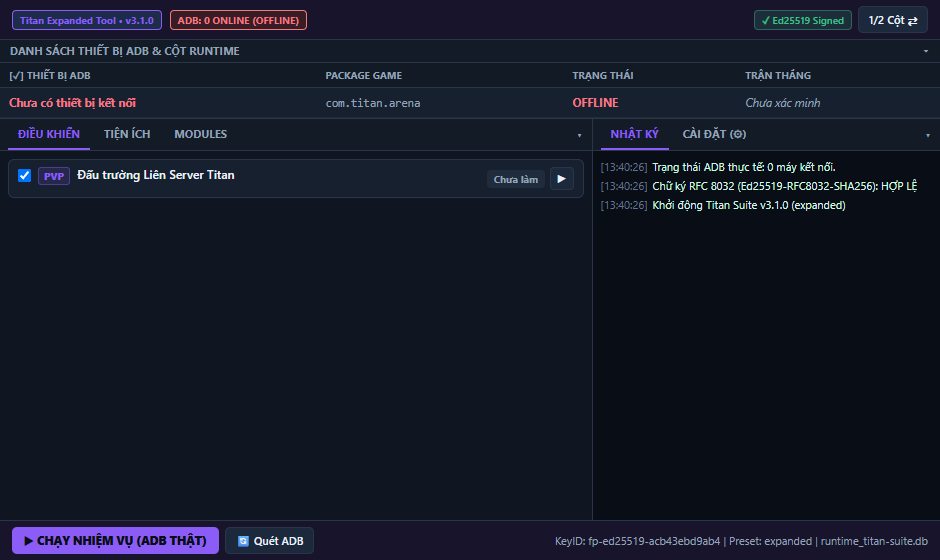 Titan Expanded Tool • v3.1.0 ADB: 0 ONLINE (OFFLINE) ✓ Ed25519 Signed 1/2 Cột ⇄
DANH SÁCH THIẾT BỊ ADB & CỘT RUNTIME ▾
[✓] THIẾT BỊ ADB PACKAGE GAME TRẠNG THÁI TRẬN THẮNG
Chưa có thiết bị kết nối com.titan.arena OFFLINE Chưa xác minh
ĐIỀU KHIỂN TIỆN ÍCH MODULES ▾
PVP Đấu trường Liên Server Titan Chưa làm ▶
NHẬT KÝ CÀI ĐẶT (⚙) ▾
[13:40:26] Trạng thái ADB thực tế: 0 máy kết nối.
[13:40:26] Chữ ký RFC 8032 (Ed25519-RFC8032-SHA256): HỢP LỆ
[13:40:26] Khởi động Titan Suite v3.1.0 (expanded)
▶ CHẠY NHIỆM VỤ (ADB THẬT) 🔄 Quét ADB KeyID: fp-ed25519-acb43ebd9ab4 | Preset: expanded | runtime_titan-suite.db